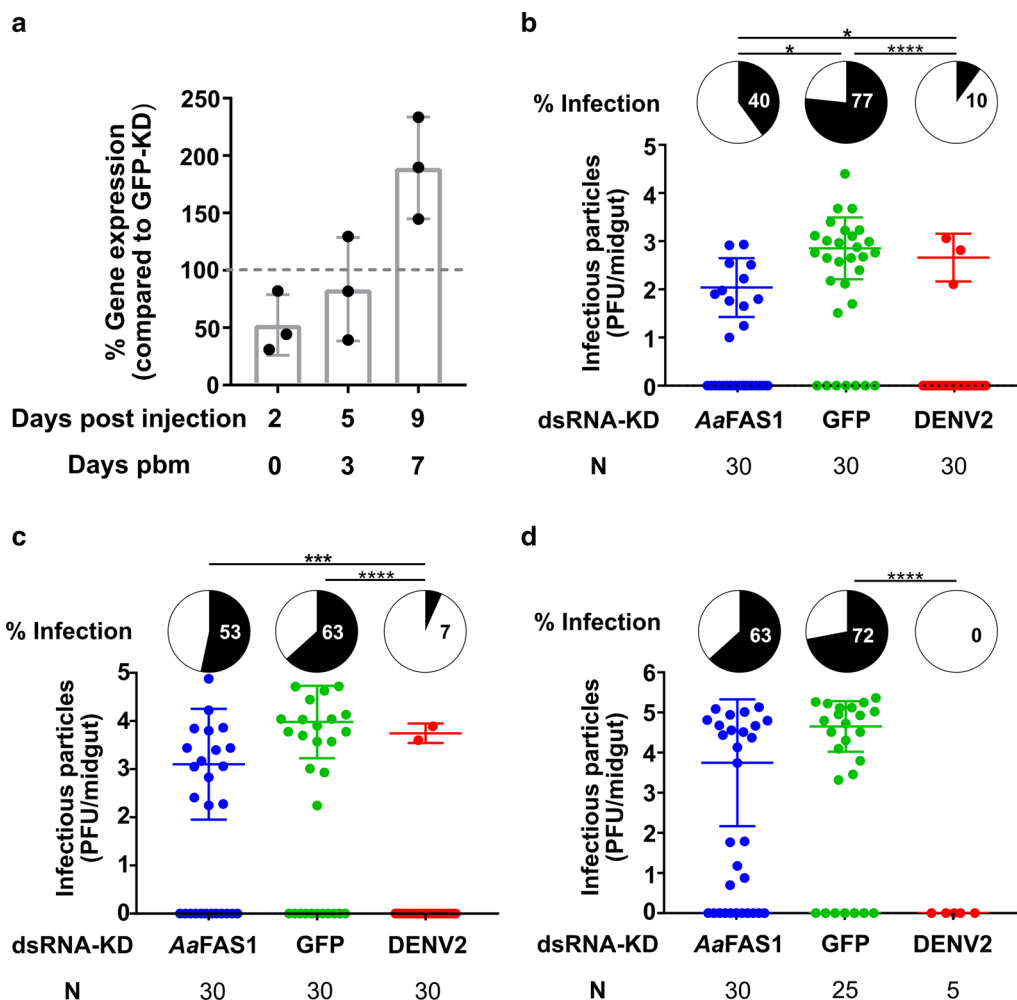 a
% Gene expression
(compared to GFP-KD)
250
200
150
100
50
0
Days post injection 2 5 9
Days pbm 0 3 7
b
* 
* ****
% Infection 40 77 10
Infectious particles
(PFU/midgut)
5
4
3
2
1
0
dsRNA-KD AaFAS1 GFP DENV2
N 30 30 30
c
***
****
% Infection 53 63 7
Infectious particles
(PFU/midgut)
5
4
3
2
1
0
dsRNA-KD AaFAS1 GFP DENV2
N 30 30 30
d
****
% Infection 63 72 0
Infectious particles
(PFU/midgut)
6
5
4
3
2
1
0
dsRNA-KD AaFAS1 GFP DENV2
N 30 25 5